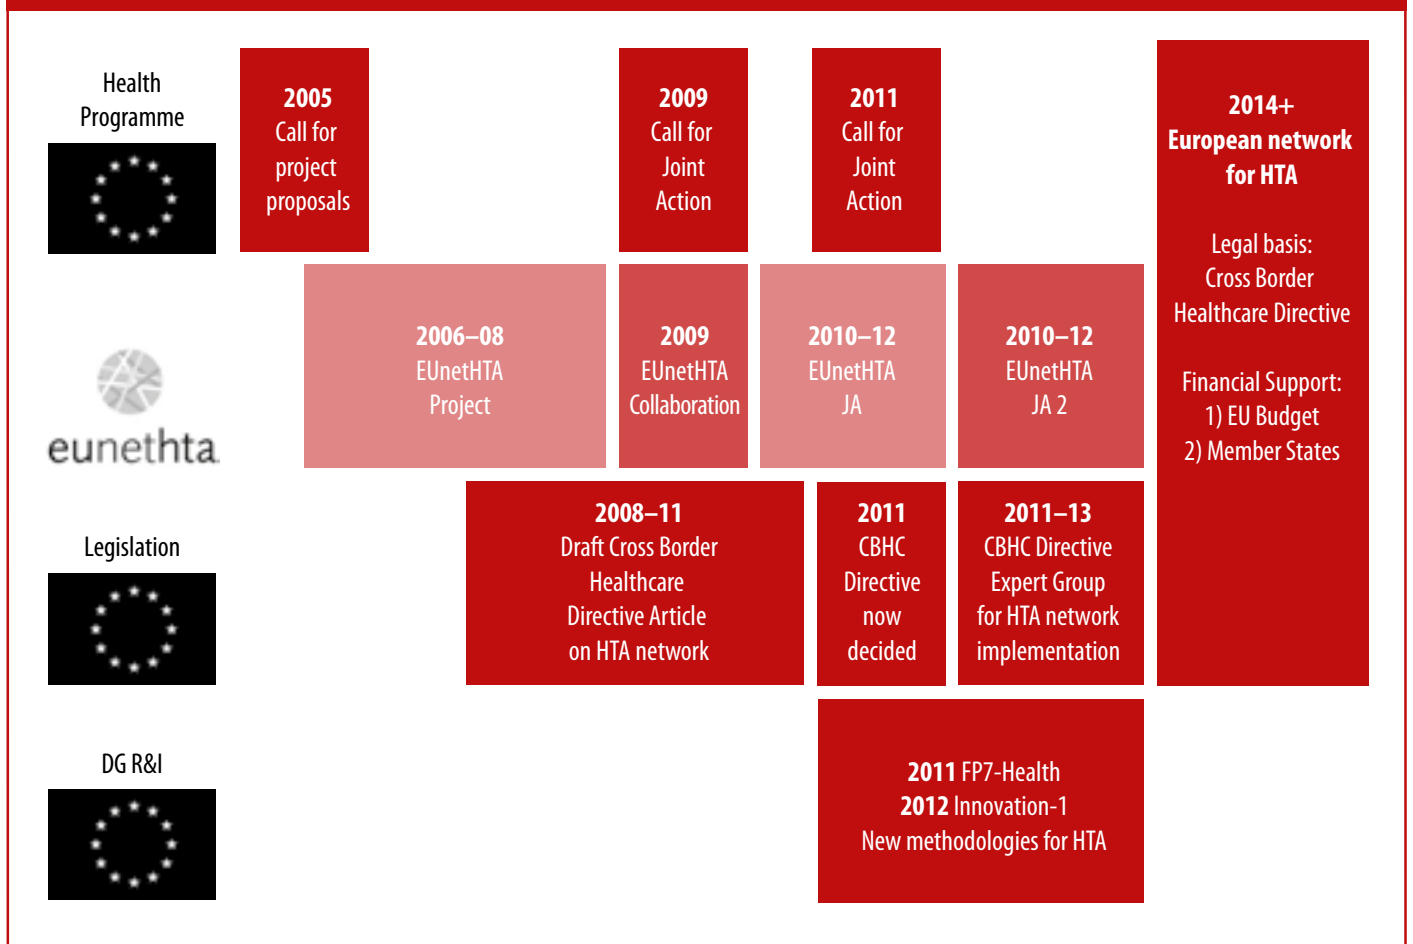 Health
Programme
2005
Call for
project
proposals
2009
Call for
Joint
Action
2011
Call for
Joint
Action
2014+
European network
for HTA
Legal basis:
Cross Border
Healthcare Directive
Financial Support:
1) EU Budget
2) Member States
eunethta
2006–08
EUnetHTA
Project
2009
EUnetHTA
Collaboration
2010–12
EUnetHTA
JA
2010–12
EUnetHTA
JA 2
Legislation
2008–11
Draft Cross Border
Healthcare
Directive Article
on HTA network
2011
CBHC
Directive
now
decided
2011–13
CBHC Directive
Expert Group
for HTA network
implementation
DG R&I
2011 FP7-Health
2012 Innovation-1
New methodologies for HTA